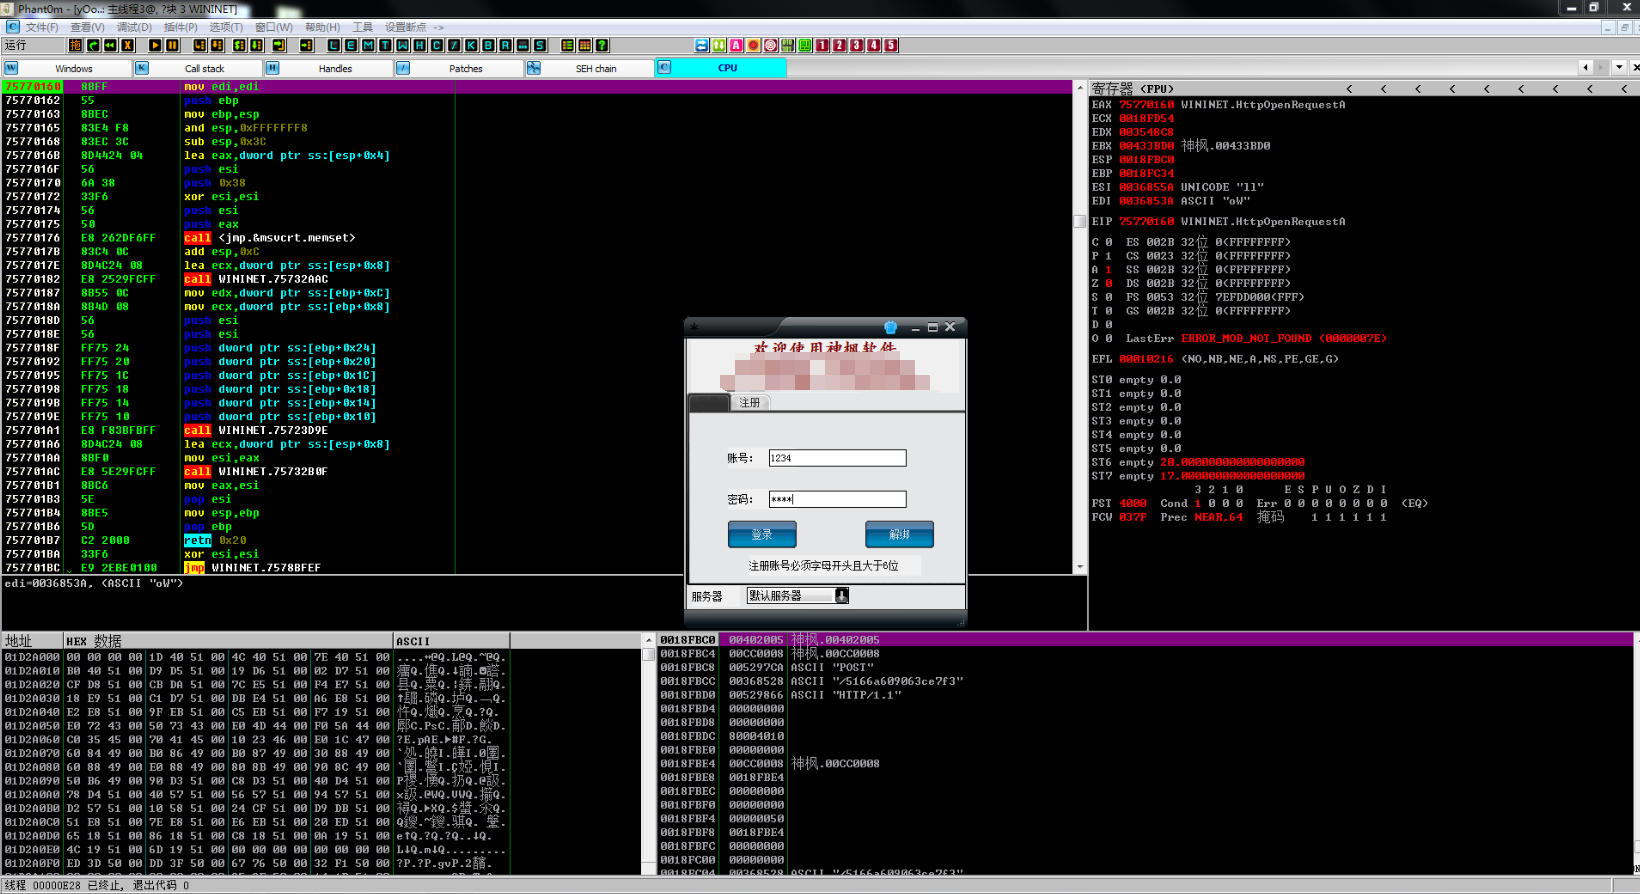 Phant0m - [yOo..: 主线程3@, ?块 3 WININET]
文件(F) 查看(V) 调试(D) 插件(P) 选项(T) 窗口(W) 帮助(H) 工具 设置断点 ->
运行 拖 L E M T W H C / K B R ... S ? A 1 2 3 4 5
W Windows K Call stack H Handles / Patches SEH chain C CPU
75770160 8BFF mov edi,edi
75770162 55 push ebp
75770163 8BEC mov ebp,esp
75770165 83E4 F8 and esp,0xFFFFFFF8
75770168 83EC 3C sub esp,0x3C
7577016B 8D4424 04 lea eax,dword ptr ss:[esp+0x4]
7577016F 56 push esi
75770170 6A 38 push 0x38
75770172 33F6 xor esi,esi
75770174 56 push esi
75770175 50 push eax
75770176 E8 262DF6FF call <jmp.&msvcrt.memset>
7577017B 83C4 0C add esp,0xC
7577017E 8D4C24 08 lea ecx,dword ptr ss:[esp+0x8]
75770182 E8 2529FCFF call WININET.75732AAC
75770187 8B55 0C mov edx,dword ptr ss:[ebp+0xC]
7577018A 8B4D 08 mov ecx,dword ptr ss:[ebp+0x8]
7577018D 56 push esi
7577018E 56 push esi
7577018F FF75 24 push dword ptr ss:[ebp+0x24]
75770192 FF75 20 push dword ptr ss:[ebp+0x20]
75770195 FF75 1C push dword ptr ss:[ebp+0x1C]
75770198 FF75 18 push dword ptr ss:[ebp+0x18]
7577019B FF75 14 push dword ptr ss:[ebp+0x14]
7577019E FF75 10 push dword ptr ss:[ebp+0x10]
757701A1 E8 F83BFBFF call WININET.75723D9E
757701A6 8D4C24 08 lea ecx,dword ptr ss:[esp+0x8]
757701AA 8BF0 mov esi,eax
757701AC E8 5E29FCFF call WININET.75732B0F
757701B1 8BC6 mov eax,esi
757701B3 5E pop esi
757701B4 8BE5 mov esp,ebp
757701B6 5D pop ebp
757701B7 C2 2000 retn 0x20
757701BA 33F6 xor esi,esi
757701BC E9 2EBE0100 jmp WININET.7578BFEF
edi=0036853A, (ASCII "oW")
寄存器 (FPU) < < < < < < < < <
EAX 75770160 WININET.HttpOpenRequestA
ECX 0018FD54
EDX 003548C8
EBX 00433BD0 神枫.00433BD0
ESP 0018FBC0
EBP 0018FC34
ESI 0036855A UNICODE "ll"
EDI 0036853A ASCII "oW"
EIP 75770160 WININET.HttpOpenRequestA
C 0 ES 002B 32位 0(FFFFFFFF)
P 1 CS 0023 32位 0(FFFFFFFF)
A 1 SS 002B 32位 0(FFFFFFFF)
Z 0 DS 002B 32位 0(FFFFFFFF)
S 0 FS 0053 32位 7EFDD000(FFF)
T 0 GS 002B 32位 0(FFFFFFFF)
D 0
O 0 LastErr ERROR_MOD_NOT_FOUND (0000007E)
EFL 00010216 (NO,NB,NE,A,NS,PE,GE,G)
ST0 empty 0.0
ST1 empty 0.0
ST2 empty 0.0
ST3 empty 0.0
ST4 empty 0.0
ST5 empty 0.0
ST6 empty 20.000000000000000000
ST7 empty 17.000000000000000000
3 2 1 0 E S P U O Z D I
FST 4000 Cond 1 0 0 0 Err 0 0 0 0 0 0 0 0 (EQ)
FCW 037F Prec NEAR,64 掩码 1 1 1 1 1 1
欢迎使用神枫软件
注册
账号: 1234
密码: ****
登录 解绑
注册账号必须字母开头且大于6位
服务器 默认服务器
地址 HEX 数据 ASCII
01D2A000 00 00 00 00 1D 40 51 00 4C 40 51 00 7E 40 51 00
01D2A010 B0 40 51 00 D9 D5 51 00 19 D6 51 00 02 D7 51 00
01D2A020 CF D8 51 00 CB DA 51 00 7C E5 51 00 F4 E7 51 00
01D2A030 18 E9 51 00 C1 D7 51 00 DB E4 51 00 A6 E8 51 00
01D2A040 E2 E8 51 00 9F EB 51 00 C5 EB 51 00 F7 19 51 00
01D2A050 E0 72 43 00 50 73 43 00 E0 4D 44 00 F0 5A 44 00
01D2A060 C0 35 45 00 70 41 45 00 10 23 46 00 E0 1C 47 00
01D2A070 60 84 49 00 B0 86 49 00 B0 87 49 00 30 88 49 00
01D2A080 60 88 49 00 E0 88 49 00 80 8B 49 00 90 8C 49 00
01D2A090 50 B6 49 00 90 D3 51 00 C8 D3 51 00 40 D4 51 00
01D2A0A0 78 D4 51 00 40 57 51 00 56 57 51 00 94 57 51 00
01D2A0B0 D2 57 51 00 10 58 51 00 24 CF 51 00 D9 DB 51 00
01D2A0C0 51 E8 51 00 7E E8 51 00 E6 EB 51 00 20 ED 51 00
01D2A0D0 65 18 51 00 86 18 51 00 C8 18 51 00 0A 19 51 00
01D2A0E0 4C 19 51 00 6D 19 51 00 00 00 00 00 00 00 00 00
01D2A0F0 ED 3D 50 00 DD 3F 50 00 67 76 50 00 32 F1 50 00
0018FBC0 00402005 神枫.00402005
0018FBC4 00CC0008 神枫.00CC0008
0018FBC8 005297CA ASCII "POST"
0018FBCC 00368528 ASCII "/5166a609063ce7f3"
0018FBD0 00529866 ASCII "HTTP/1.1"
0018FBD4 00000000
0018FBD8 00000000
0018FBDC 80004010
0018FBE0 00000000
0018FBE4 00CC0008 神枫.00CC0008
0018FBE8 0018FBE4
0018FBEC 00000000
0018FBF0 00000000
0018FBF4 00000050
0018FBF8 0018FBE4
0018FBFC 00000000
0018FC00 00000000
0018FC04 00368528 ASCII "/5166a609063ce7f3"
线程 00000E28 已终止, 退出代码 0